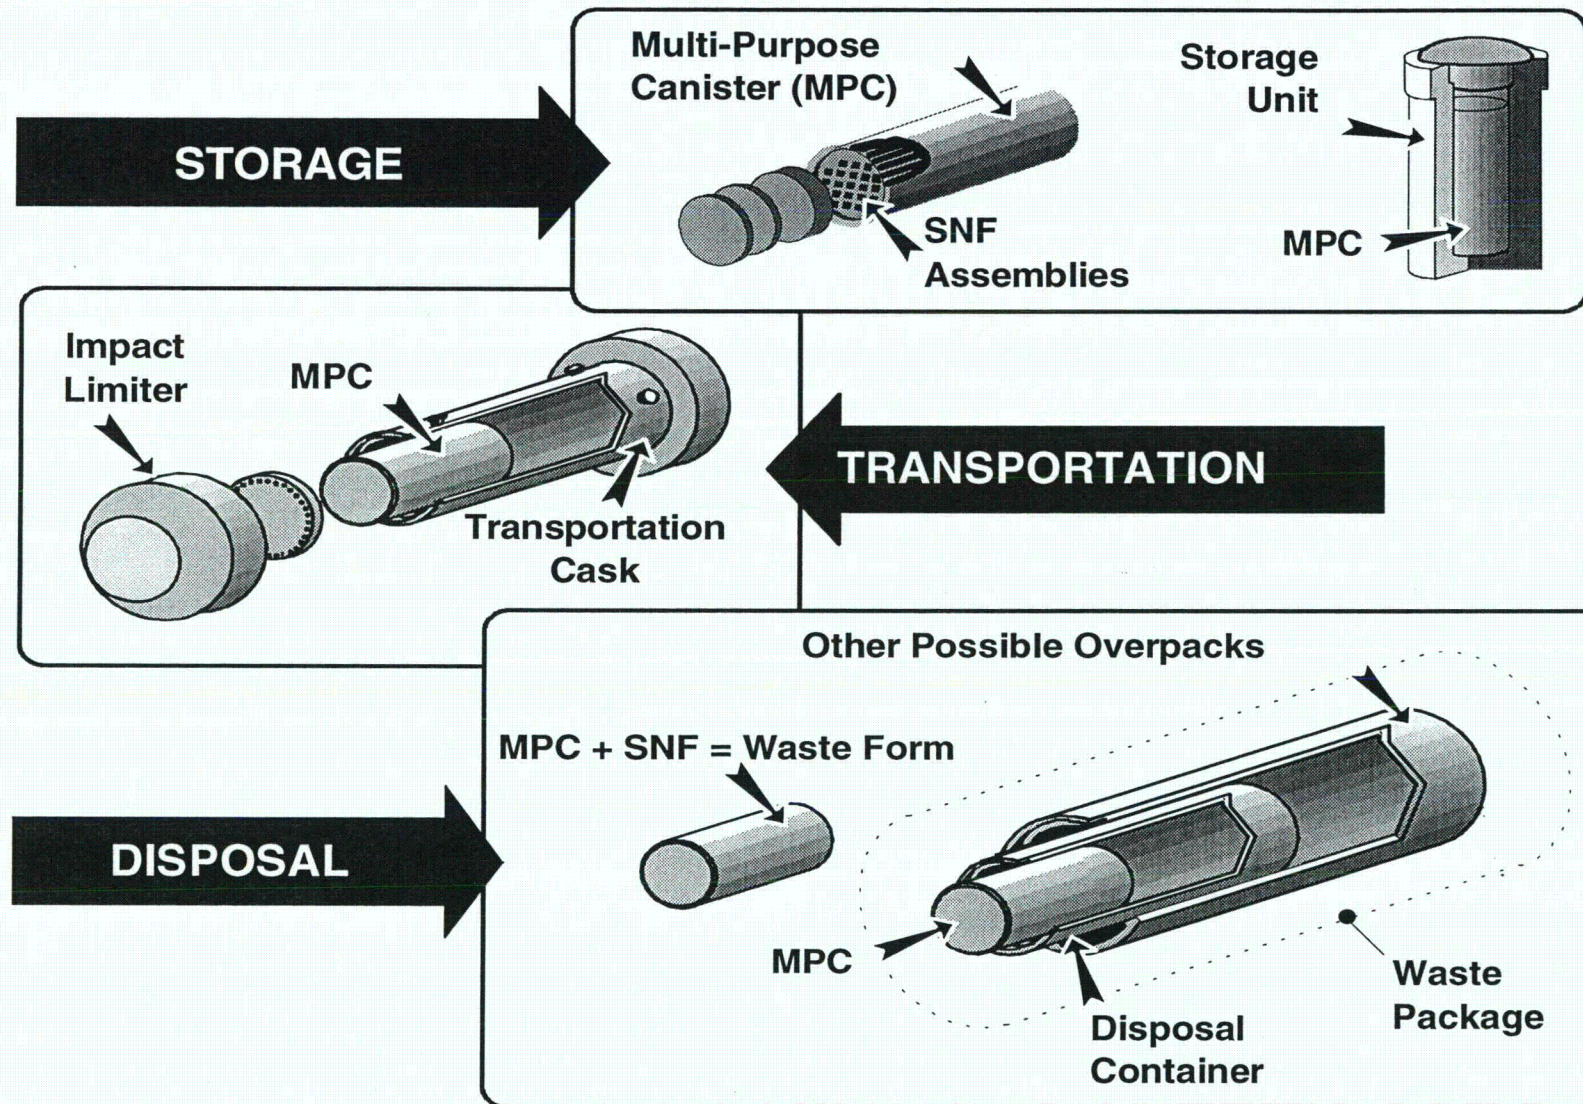 STORAGE
Multi-Purpose
Canister (MPC)
SNF
Assemblies
Storage
Unit
MPC
Impact
Limiter
MPC
Transportation
Cask
TRANSPORTATION
DISPOSAL
Other Possible Overpacks
MPC + SNF = Waste Form
MPC
Disposal
Container
Waste
Package